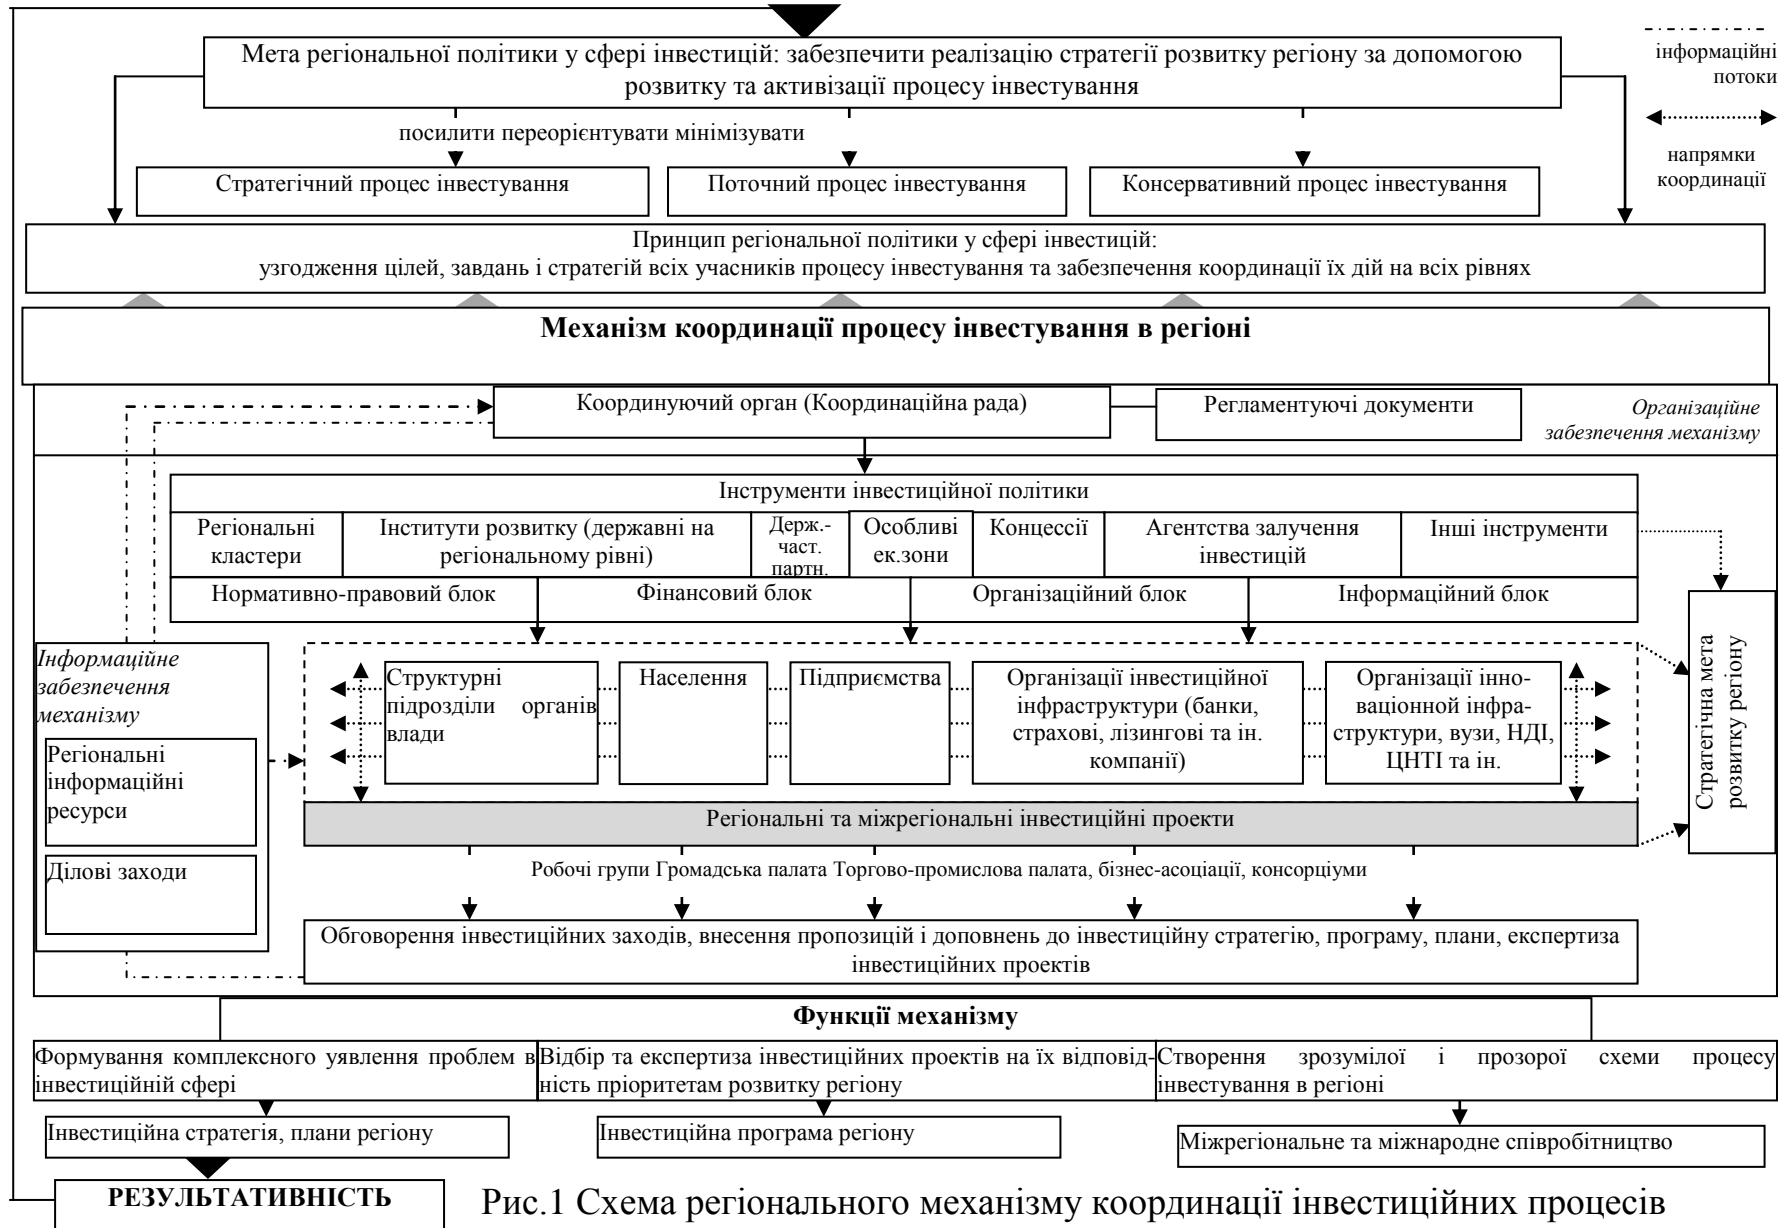 Мета регіональної політики у сфері інвестицій: забезпечити реалізацію стратегії розвитку регіону за допомогою
розвитку та активізації процесу інвестування
інформаційні
потоки
напрямки
координації
посилити переорієнтувати мінімізувати
Стратегічний процес інвестування
Поточний процес інвестування
Консервативний процес інвестування
Принцип регіональної політики у сфері інвестицій:
узгодження цілей, завдань і стратегій всіх учасників процесу інвестування та забезпечення координації їх дій на всіх рівнях
Механізм координації процесу інвестування в регіоні
Координуючий орган (Координаційна рада)
Регламентуючі документи
Організаційне
забезпечення механізму
Інструменти інвестиційної політики
Регіональні
кластери
Інститути розвитку (державні на
регіональному рівні)
Держ.-
част.
партн.
Особливі
ек.зони
Концессії
Агентства залучення
інвестицій
Інші інструменти
Нормативно-правовий блок
Фінансовий блок
Організаційний блок
Інформаційний блок
Інформаційне
забезпечення
механізму
Регіональні
інформаційні
ресурси
Ділові заходи
Структурні
підрозділи органів
влади
Населення
Підприємства
Організації інвестиційної
інфраструктури (банки,
страхові, лізингові та ін.
компанії)
Організації інно-
ваціонной інфра-
структури, вузи, НДІ,
ЦНТІ та ін.
Стратегічна мета
розвитку регіону
Регіональні та міжрегіональні інвестиційні проекти
Робочі групи Громадська палата Торгово-промислова палата, бізнес-асоціації, консорціуми
Обговорення інвестиційних заходів, внесення пропозицій і доповнень до інвестиційну стратегію, програму, плани, експертиза
інвестиційних проектів
Функції механізму
Формування комплексного уявлення проблем в
інвестиційній сфері
Відбір та експертиза інвестиційних проектів на їх відповід-
ність пріоритетам розвитку регіону
Створення зрозумілої і прозорої схеми процесу
інвестування в регіоні
Інвестиційна стратегія, плани регіону
Інвестиційна програма регіону
Міжрегіональне та міжнародне співробітництво
РЕЗУЛЬТАТИВНІСТЬ
Рис.1 Схема регіонального механізму координації інвестиційних процесів